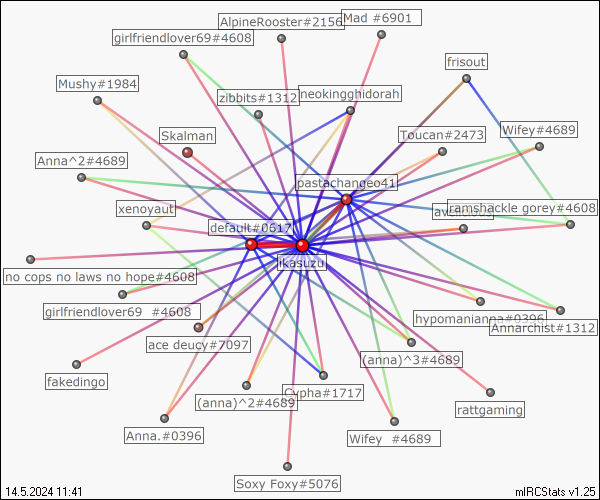 AlpineRooster#2156
Mad #6901
girlfriendlover69#4608
frisout
Mushy#1984
zibbits#1312
neokingghidorah
Skalman
Toucan#2473
Wifey#4689
Anna^2#4689
pastachangeo41
xenoyaut
ramshackle gorey#4608
default#0617
ikasuzu
no cops no laws no hope#4608
girlfriendlover69 #4608
hypomanianna#0396
Annarchist#1312
ace deucy#7097
(anna)^3#4689
fakedingo
(anna)^2#4689
Cypha#1717
rattgaming
Anna.#0396
Wifey #4689
Soxy Foxy#5076
14.5.2024 11:41
mIRCStats v1.25